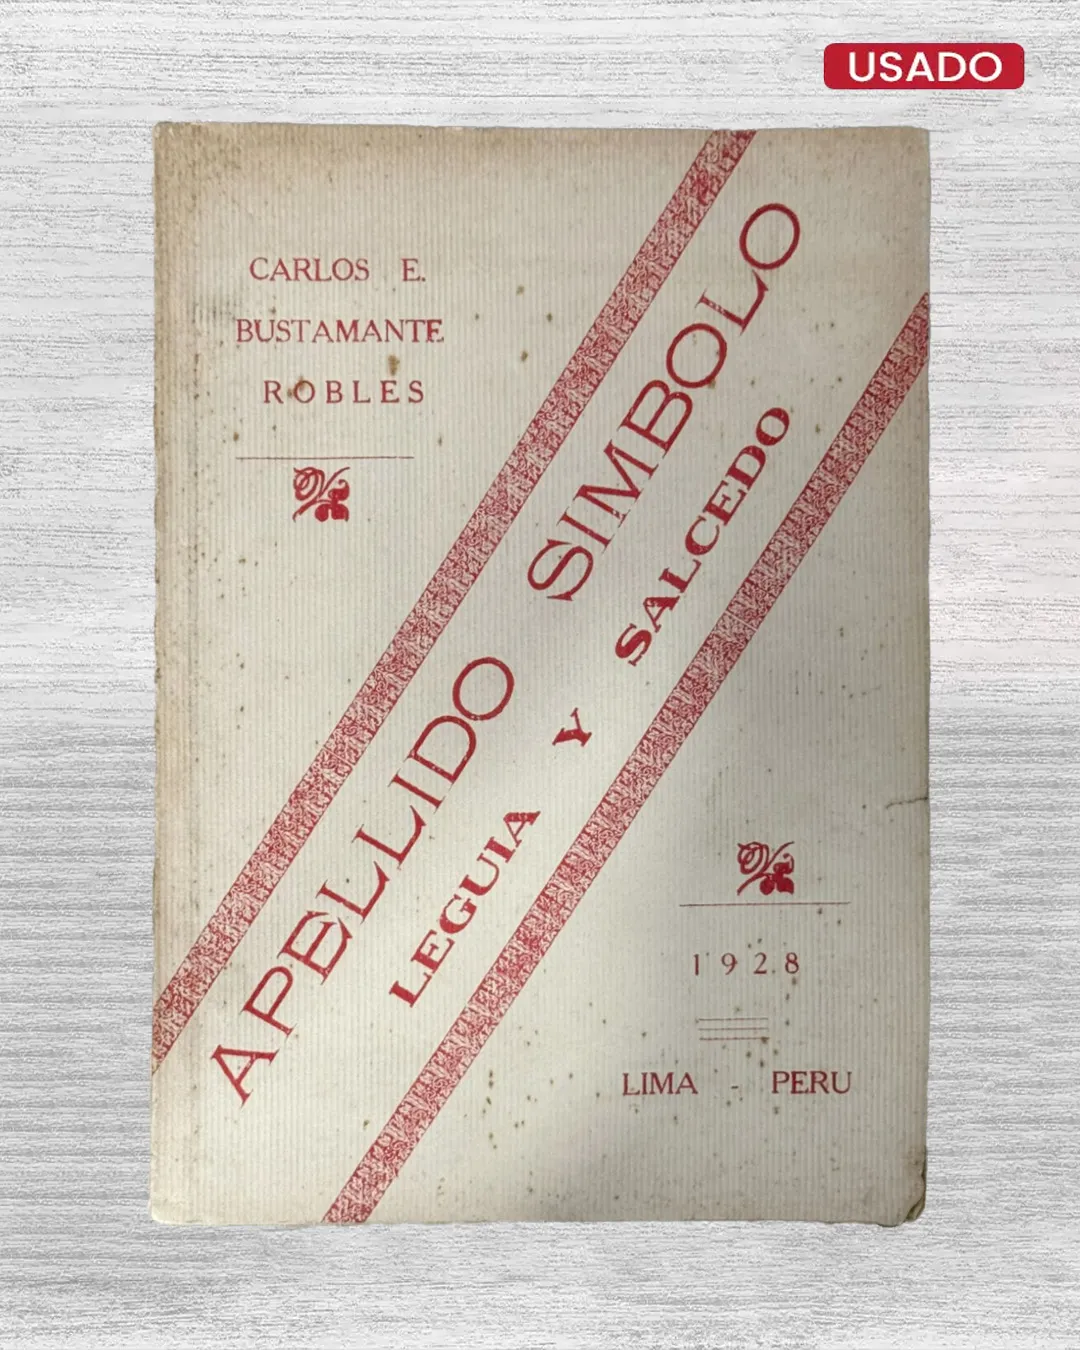 USADO
CARLOS E.
BUSTAMANTE
ROBLES
APELLIDO SIMBOLO
LEGUIA Y SALCEDO
1928
LIMA - PERU